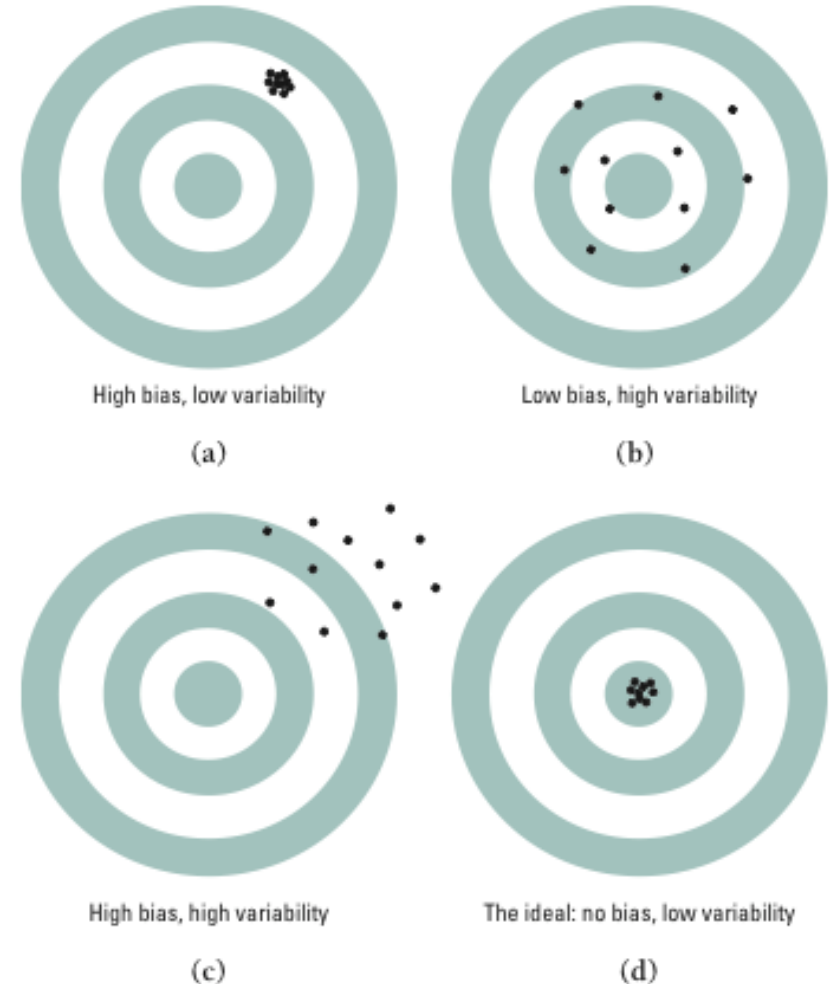 High bias, low variability
Low bias, high variability
(a)
(b)
High bias, high variability
The ideal: no bias, low variability
(c)
(d)